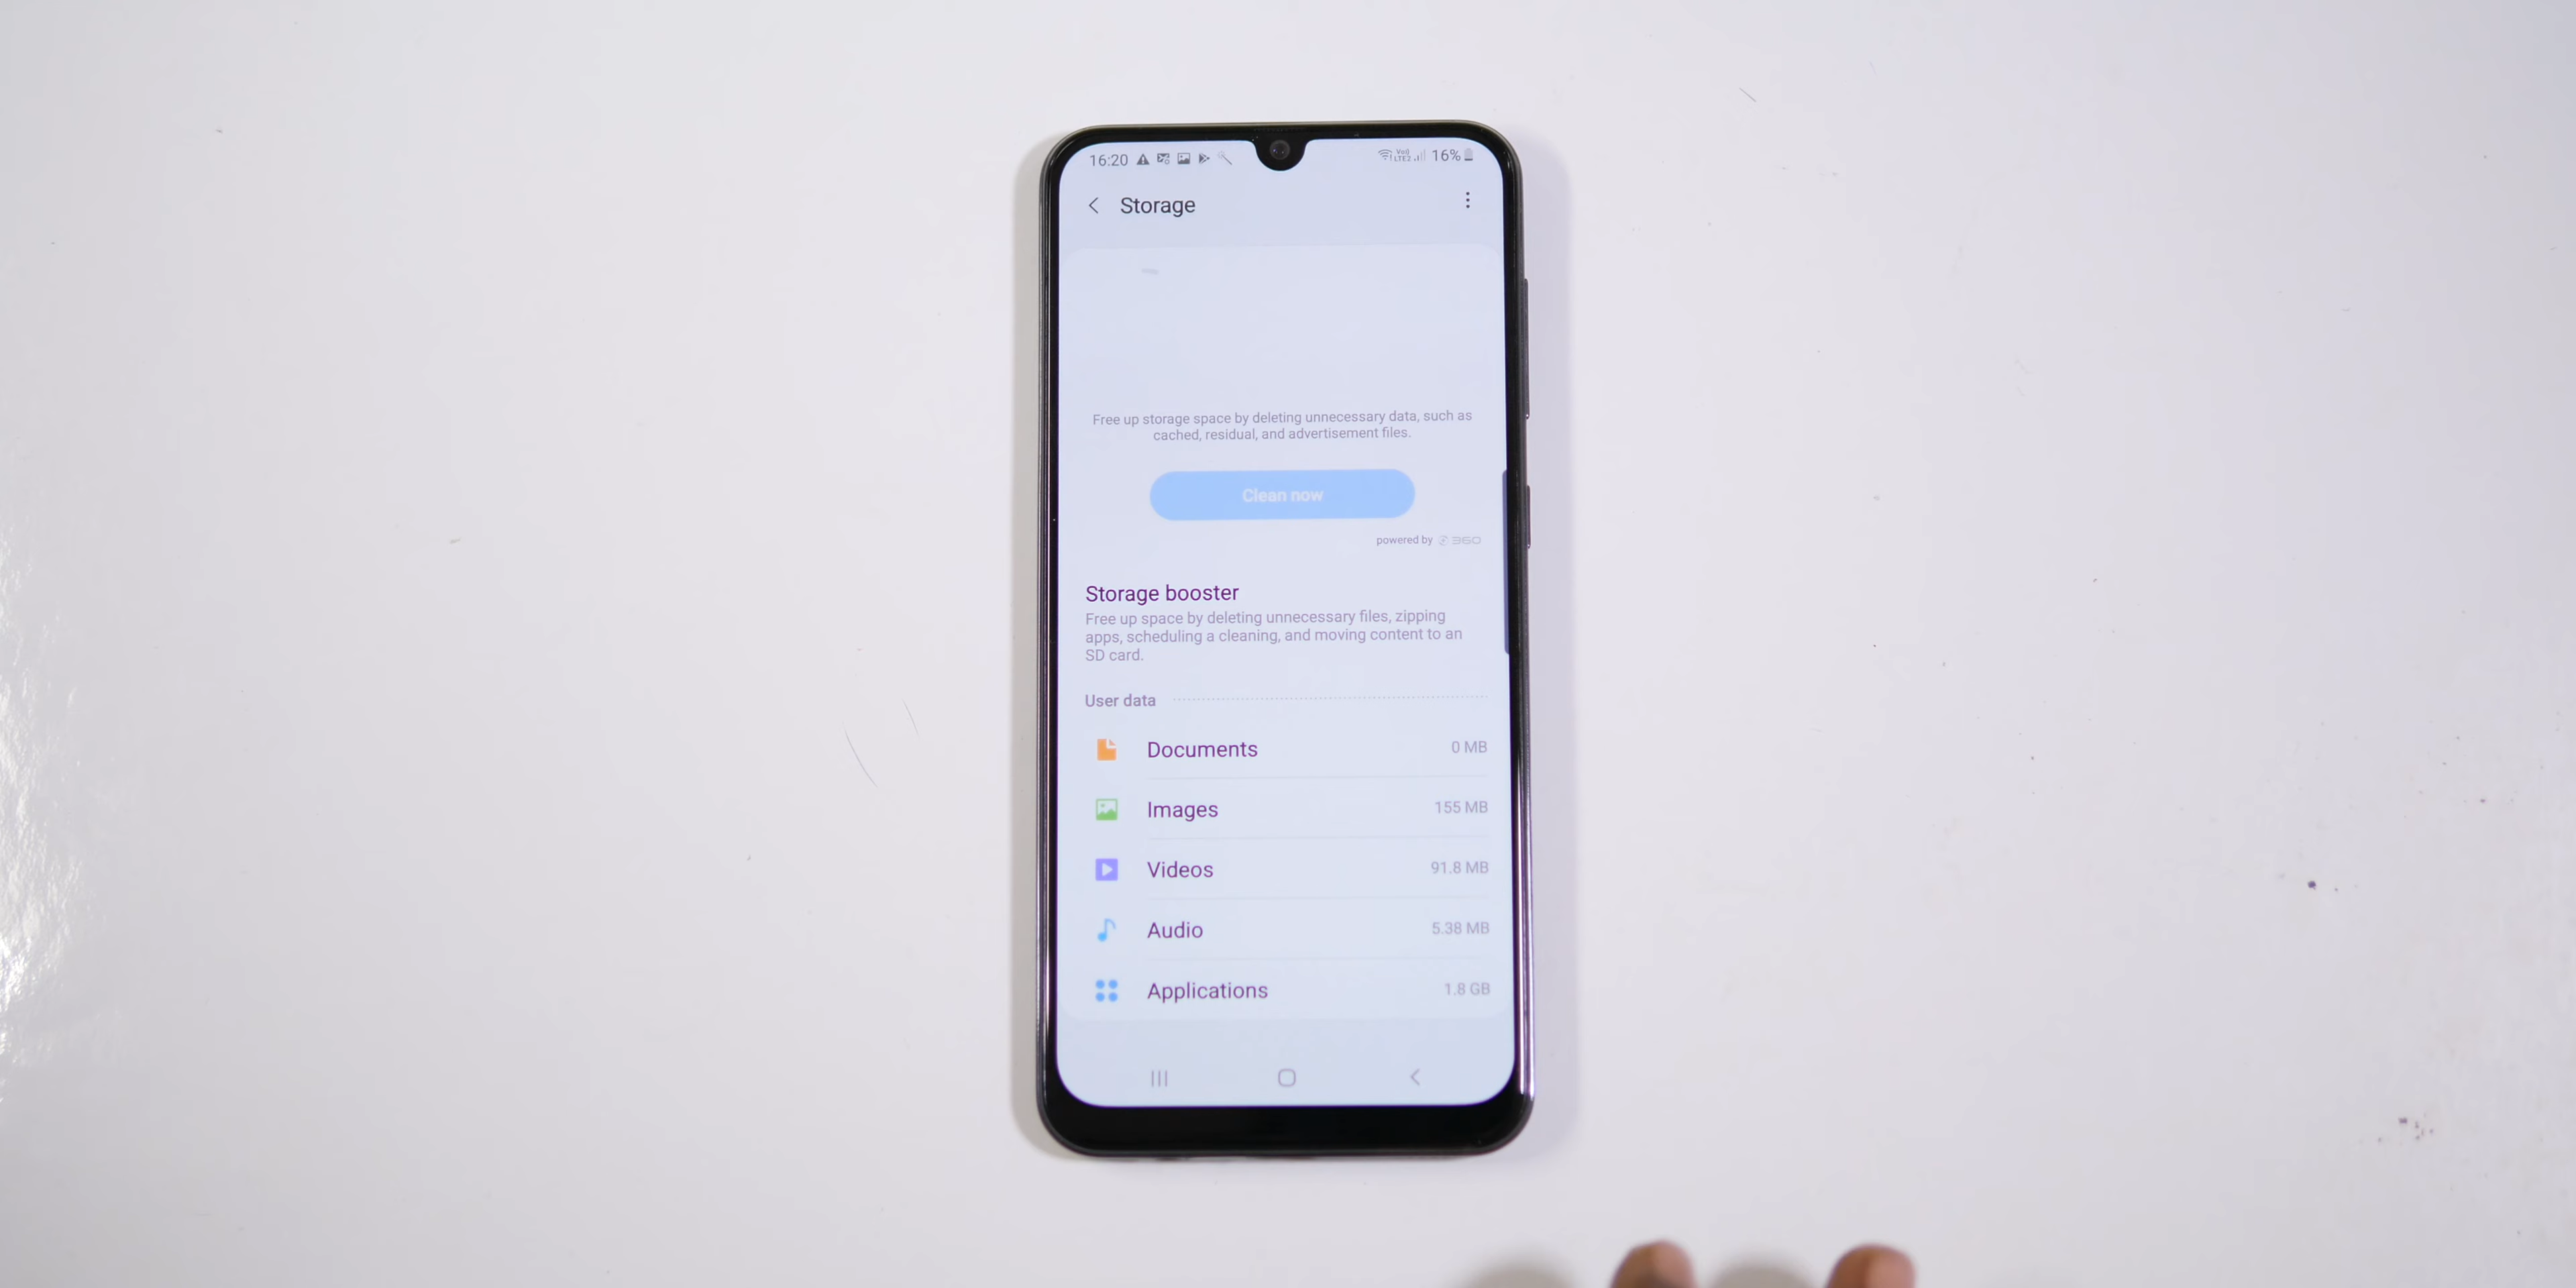 16:20
Vo)
LTE2
16%
Storage
Free up storage space by deleting unnecessary data, such as
cached, residual, and advertisement files.
Clean now
powered by 360
Storage booster
Free up space by deleting unnecessary files, zipping
apps, scheduling a cleaning, and moving content to an
SD card.
User data
Documents 0 MB
Images 155 MB
Videos 91.8 MB
Audio 5.38 MB
Applications 1.8 GB